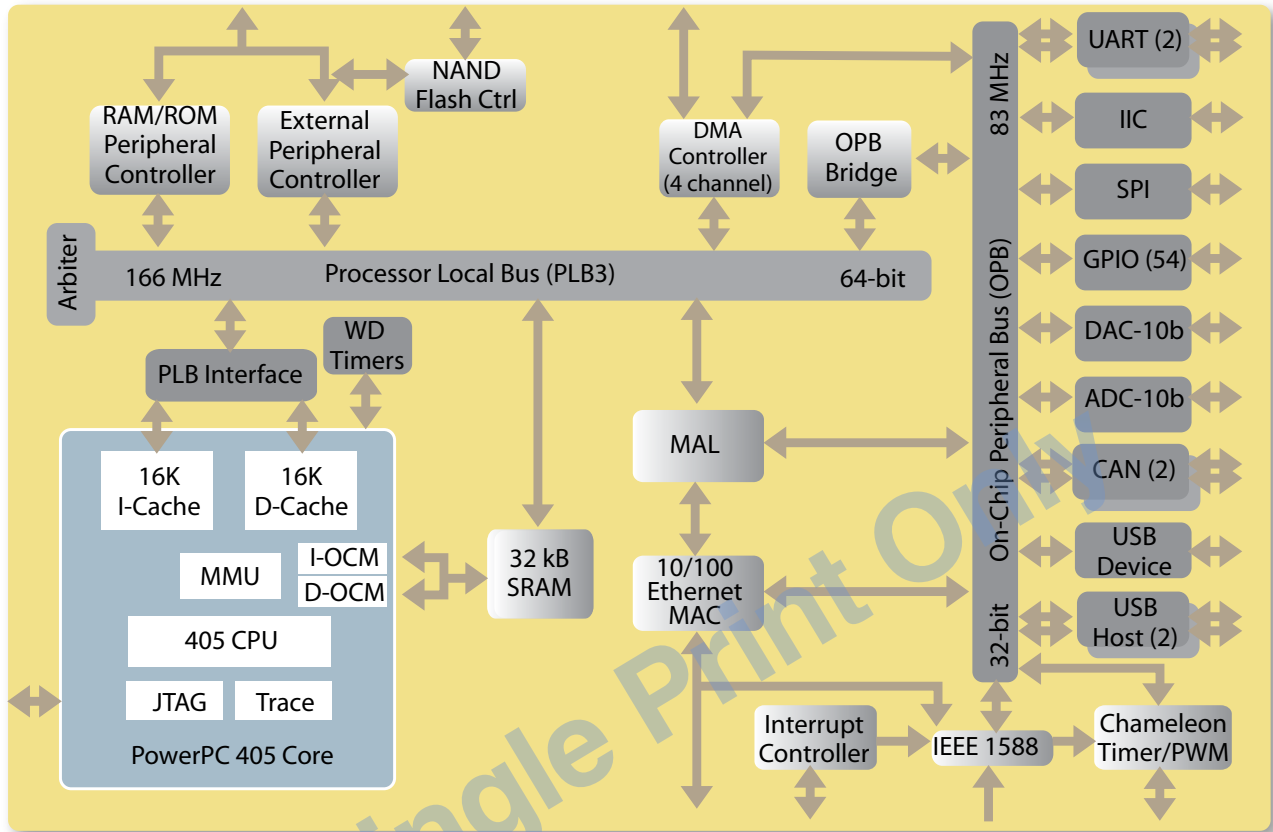 NAND
Flash Ctrl
UART (2)
RAM/ROM
Peripheral
Controller
External
Peripheral
Controller
DMA
Controller
(4 channel)
OPB
Bridge
83 MHz
On-Chip Peripheral Bus (OPB)
32-bit
IIC
SPI
GPIO (54)
DAC-10b
ADC-10b
CAN (2)
USB
Device
USB
Host (2)
Arbiter
166 MHz
Processor Local Bus (PLB3)
64-bit
WD
Timers
PLB Interface
16K
I-Cache
16K
D-Cache
MMU
I-OCM
D-OCM
405 CPU
JTAG
Trace
PowerPC 405 Core
32 kB
SRAM
MAL
10/100
Ethernet
MAC
Interrupt
Controller
IEEE 1588
Chameleon
Timer/PWM
ingle Print Only